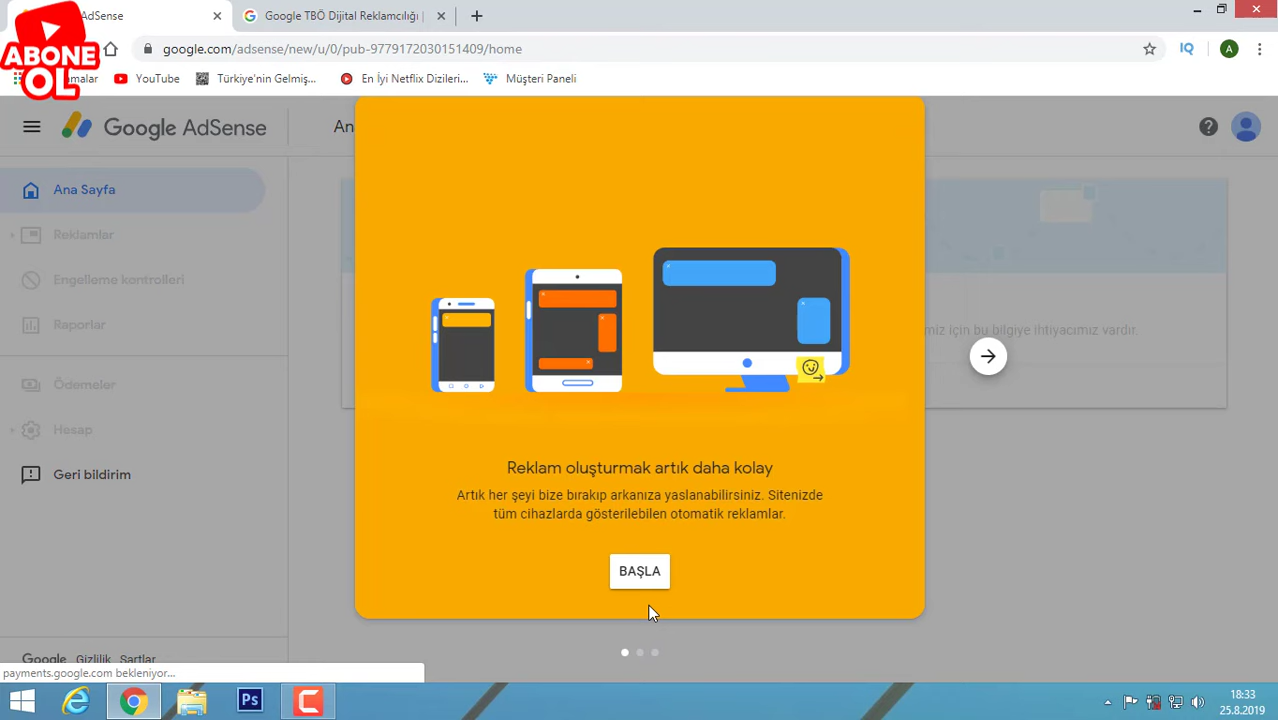 AdSense
Google TBÖ Dijital Reklamcılığı
google.com/adsense/new/u/0/pub-9779172030151409/home
IQ
A
ABONE
OL
YouTube
Türkiye'nin Gelmiş...
En İyi Netflix Dizileri...
Müşteri Paneli
Google AdSense
An
Ana Sayfa
Reklamlar
Engelleme kontrolleri
Raporlar
miz için bu bilgiye ihtiyacımız vardır.
Ödemeler
Hesap
Geri bildirim
Reklam oluşturmak artık daha kolay
Artık her şeyi bize bırakıp arkanıza yaslanabilirsiniz. Sitenizde
tüm cihazlarda gösterilebilen otomatik reklamlar.
BAŞLA
Google Gizlilik Şartlar
payments.google.com bekleniyor...
Ps
18:33
25.8.2019